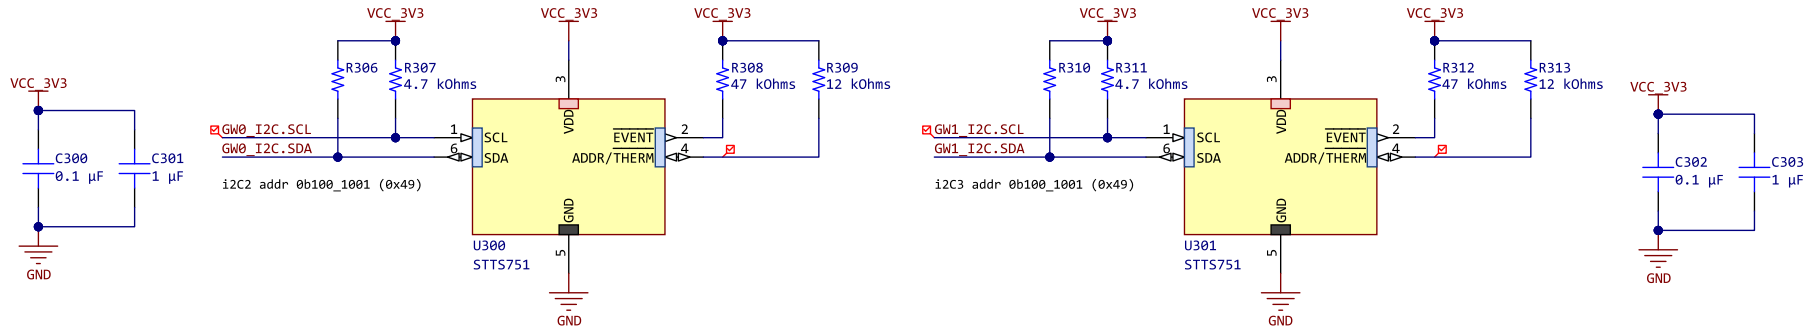 VCC_3V3
C300
0.1 µF
C301
1 µF
GND
VCC_3V3
R306
R307
4.7 kOhms
GW0_I2C.SCL
GW0_I2C.SDA
i2C2 addr 0b100_1001 (0x49)
VCC_3V3
3
VDD
1
SCL
6
SDA
EVENT
2
ADDR/THERM
4
GND
5
U300
STTS751
GND
VCC_3V3
R308
47 kOhms
R309
12 kOhms
VCC_3V3
R310
R311
4.7 kOhms
GW1_I2C.SCL
GW1_I2C.SDA
i2C3 addr 0b100_1001 (0x49)
VCC_3V3
3
VDD
1
SCL
6
SDA
EVENT
2
ADDR/THERM
4
GND
5
U301
STTS751
GND
VCC_3V3
R312
47 kOhms
R313
12 kOhms
VCC_3V3
C302
0.1 µF
C303
1 µF
GND